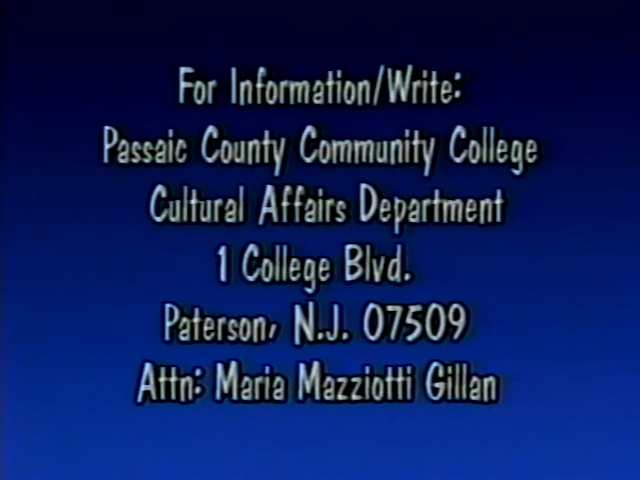 For Information/Write:
Passaic County Community College
Cultural Affairs Department
1 College Blvd.
Paterson, N.J. 07509
Attn: Maria Mazziotti Gillan